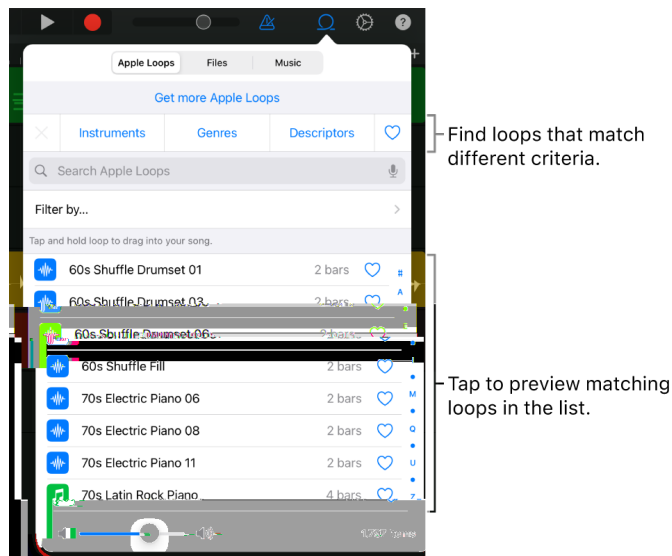 Apple Loops Files Music
Get more Apple Loops
Instruments Genres Descriptors
Find loops that match
different criteria.
Search Apple Loops
Filter by...
Tap and hold loop to drag into your song.
60s Shuffle Drumset 01 2 bars
#
A
60s Shuffle Drumset 03 2 bars
60s Shuffle Drumset 06 2 bars
I
60s Shuffle Fill 2 bars
70s Electric Piano 06 2 bars
M
70s Electric Piano 08 2 bars
Q
70s Electric Piano 11 2 bars
U
70s Latin Rock Piano 4 bars
Z
Tap to preview matching
loops in the list.
?